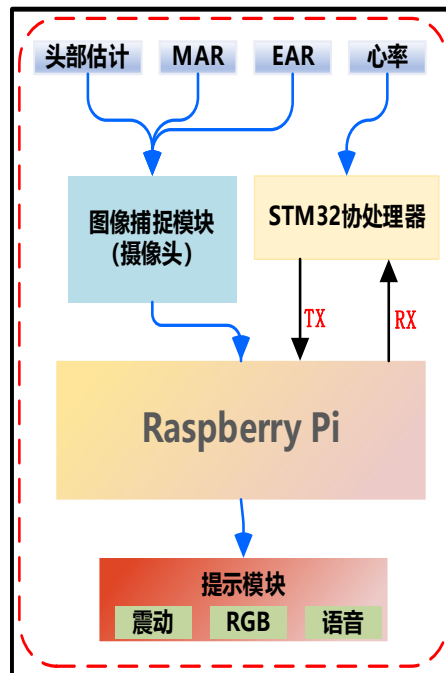 头部估计 MAR EAR 心率
图像捕捉模块
（摄像头）
STM32协处理器
TX RX
Raspberry Pi
提示模块
震动 RGB 语音